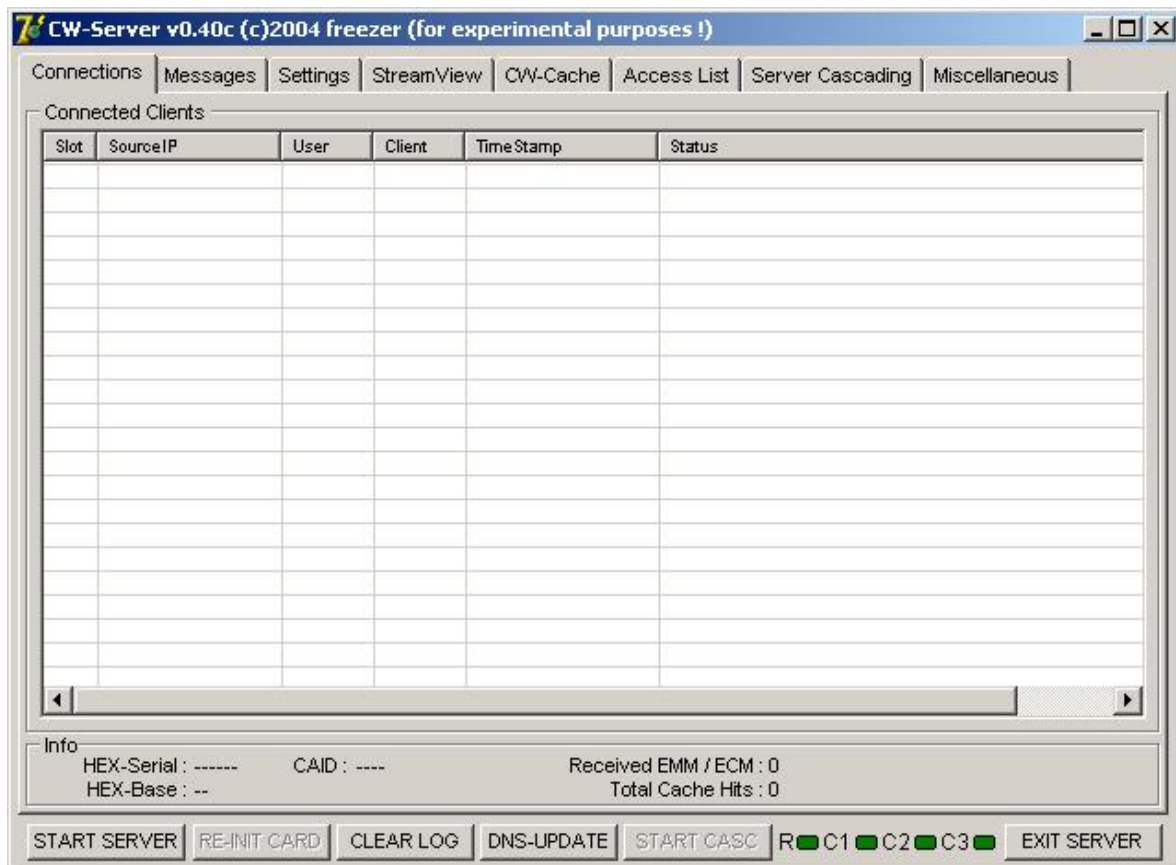 CW-Server v0.40c (c)2004 freezer (for experimental purposes !)
Connections Messages Settings StreamView CW-Cache Access List Server Cascading Miscellaneous
Connected Clients
Slot SourceIP User Client TimeStamp Status
Info
HEX-Serial : ------ CAID : ---- Received EMM / ECM : 0
HEX-Base : -- Total Cache Hits : 0
START SERVER RE-INIT CARD CLEAR LOG DNS-UPDATE START CASC R C1 C2 C3 EXIT SERVER